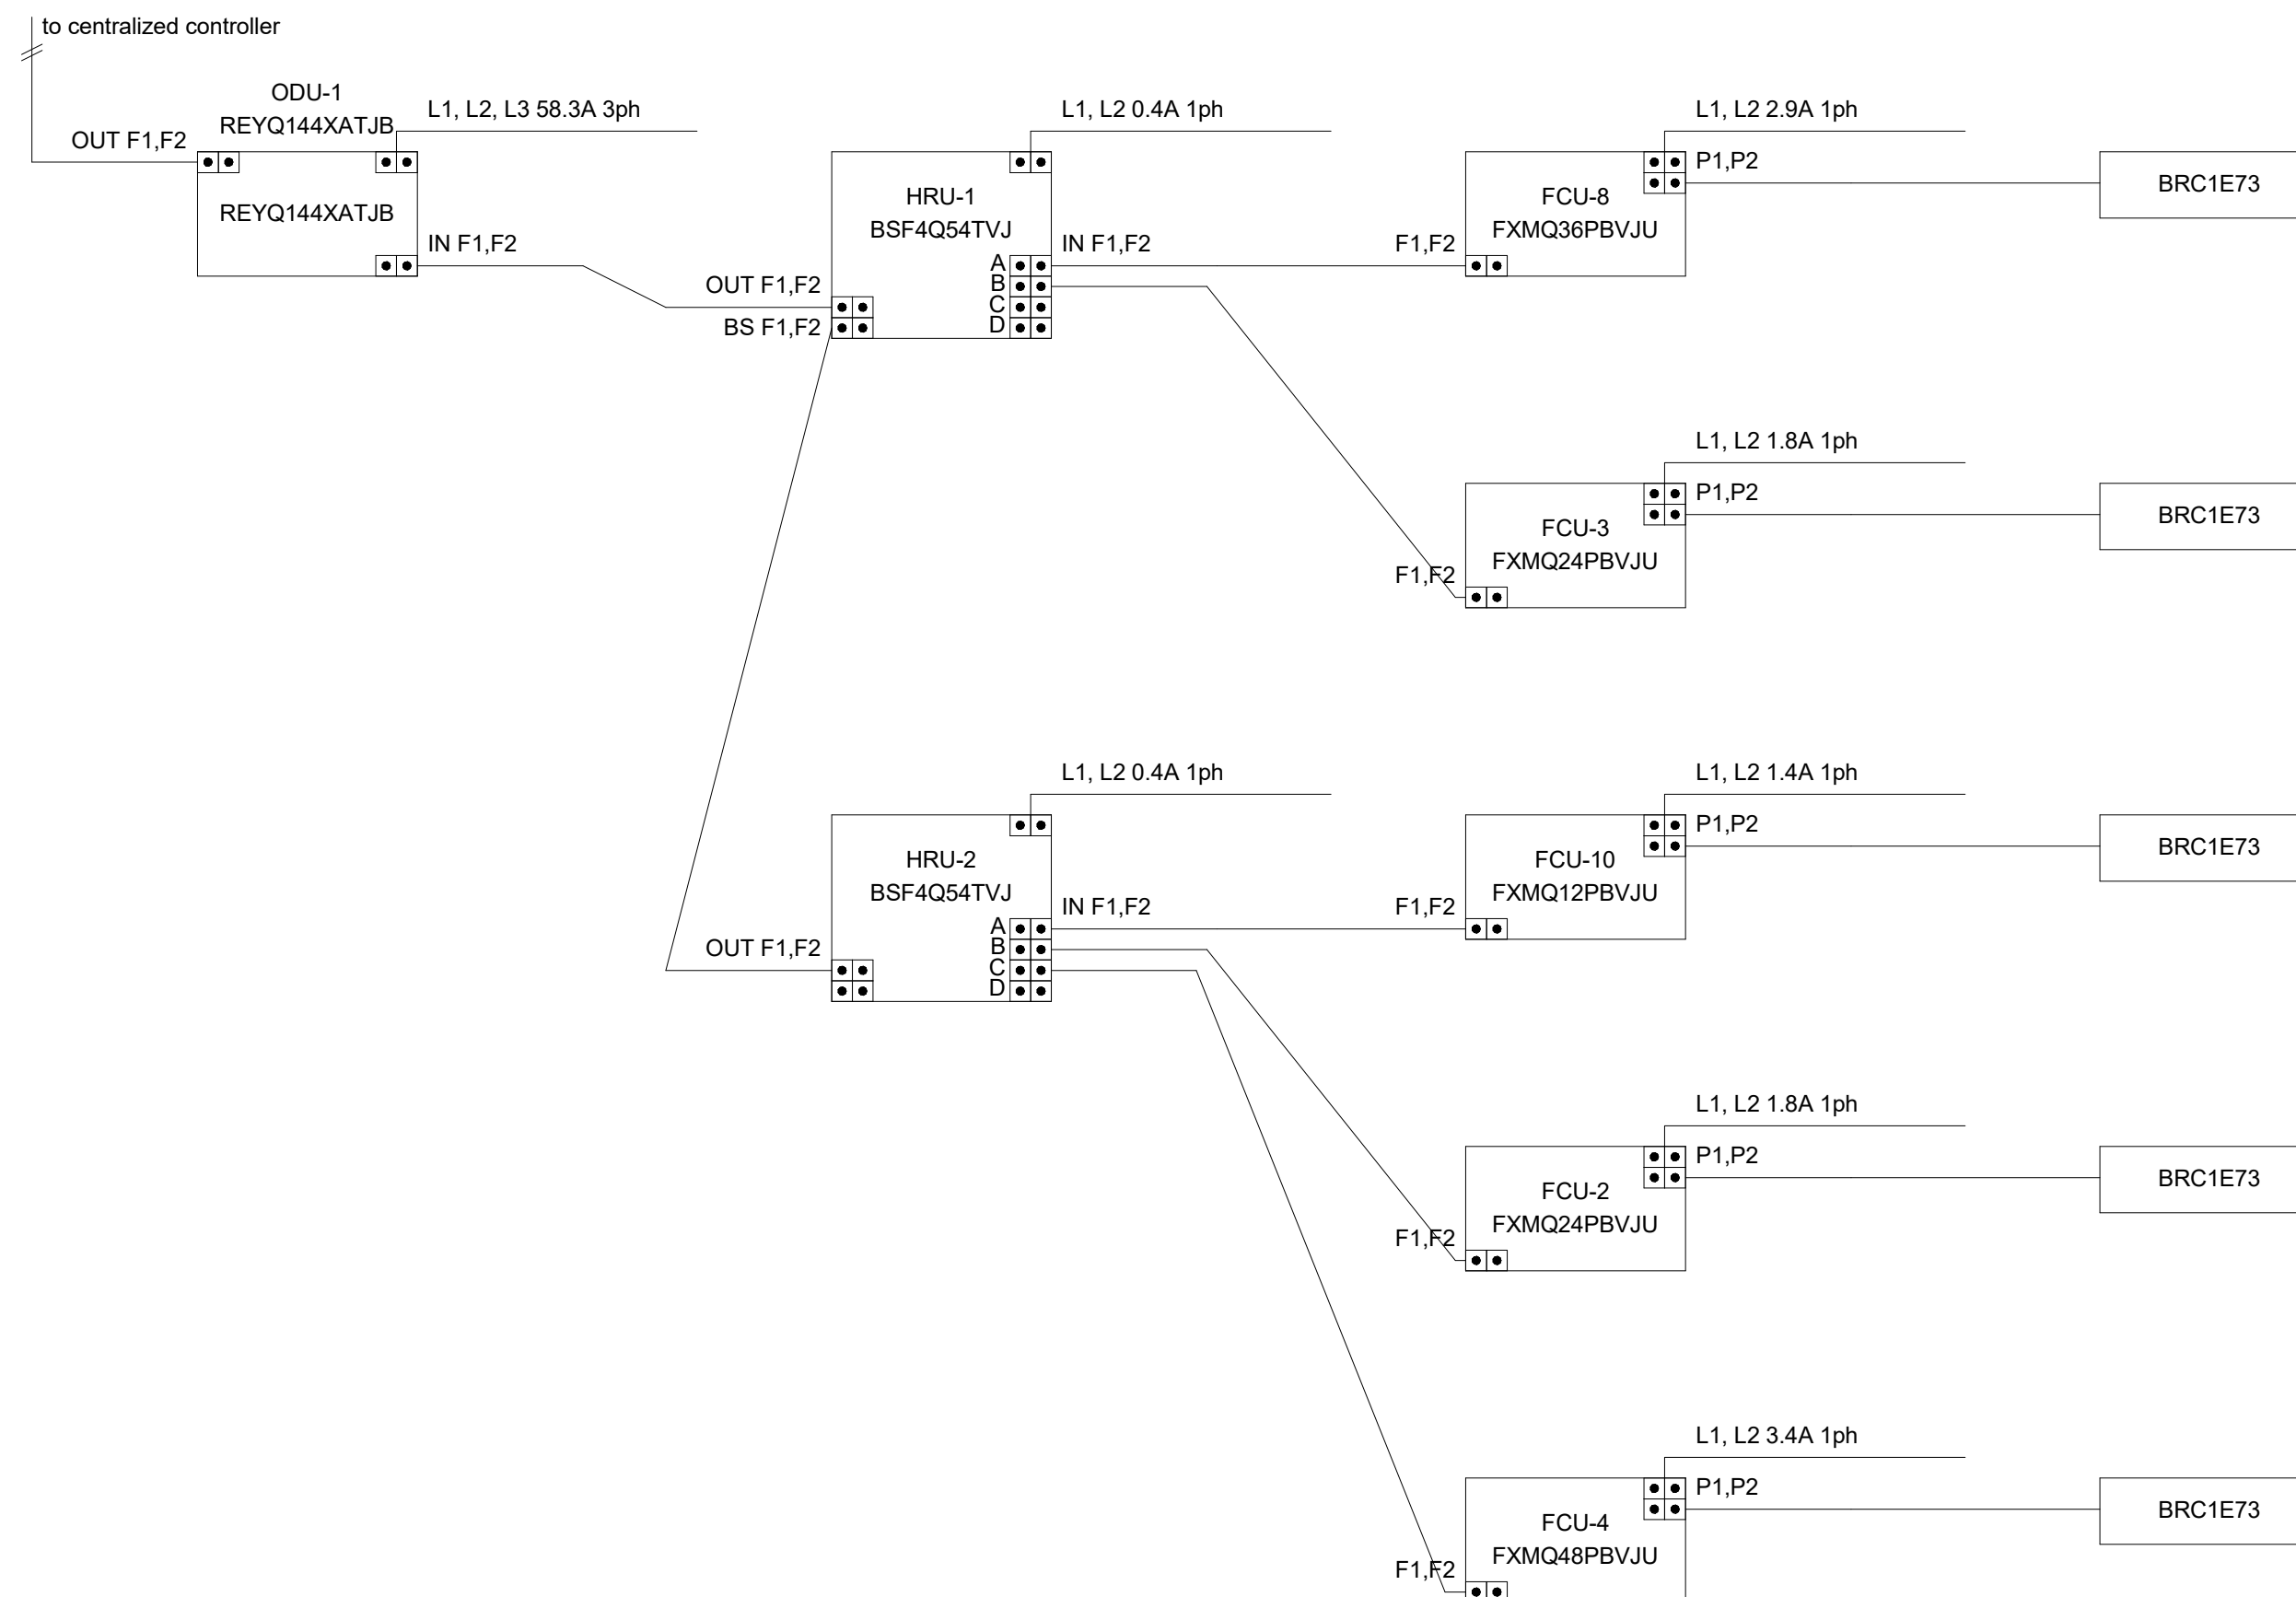 to centralized controller
ODU-1
REYQ144XATJB
L1, L2, L3 58.3A 3ph
OUT F1,F2
REYQ144XATJB
IN F1,F2
L1, L2 0.4A 1ph
HRU-1
BSF4Q54TVJ
OUT F1,F2
BS F1,F2
A
B
C
D
IN F1,F2
L1, L2 2.9A 1ph
P1,P2
FCU-8
FXMQ36PBVJU
F1,F2
BRC1E73
L1, L2 1.8A 1ph
P1,P2
FCU-3
FXMQ24PBVJU
F1,F2
BRC1E73
L1, L2 0.4A 1ph
HRU-2
BSF4Q54TVJ
OUT F1,F2
A
B
C
D
IN F1,F2
L1, L2 1.4A 1ph
P1,P2
FCU-10
FXMQ12PBVJU
F1,F2
BRC1E73
L1, L2 1.8A 1ph
P1,P2
FCU-2
FXMQ24PBVJU
F1,F2
BRC1E73
L1, L2 3.4A 1ph
P1,P2
FCU-4
FXMQ48PBVJU
F1,F2
BRC1E73